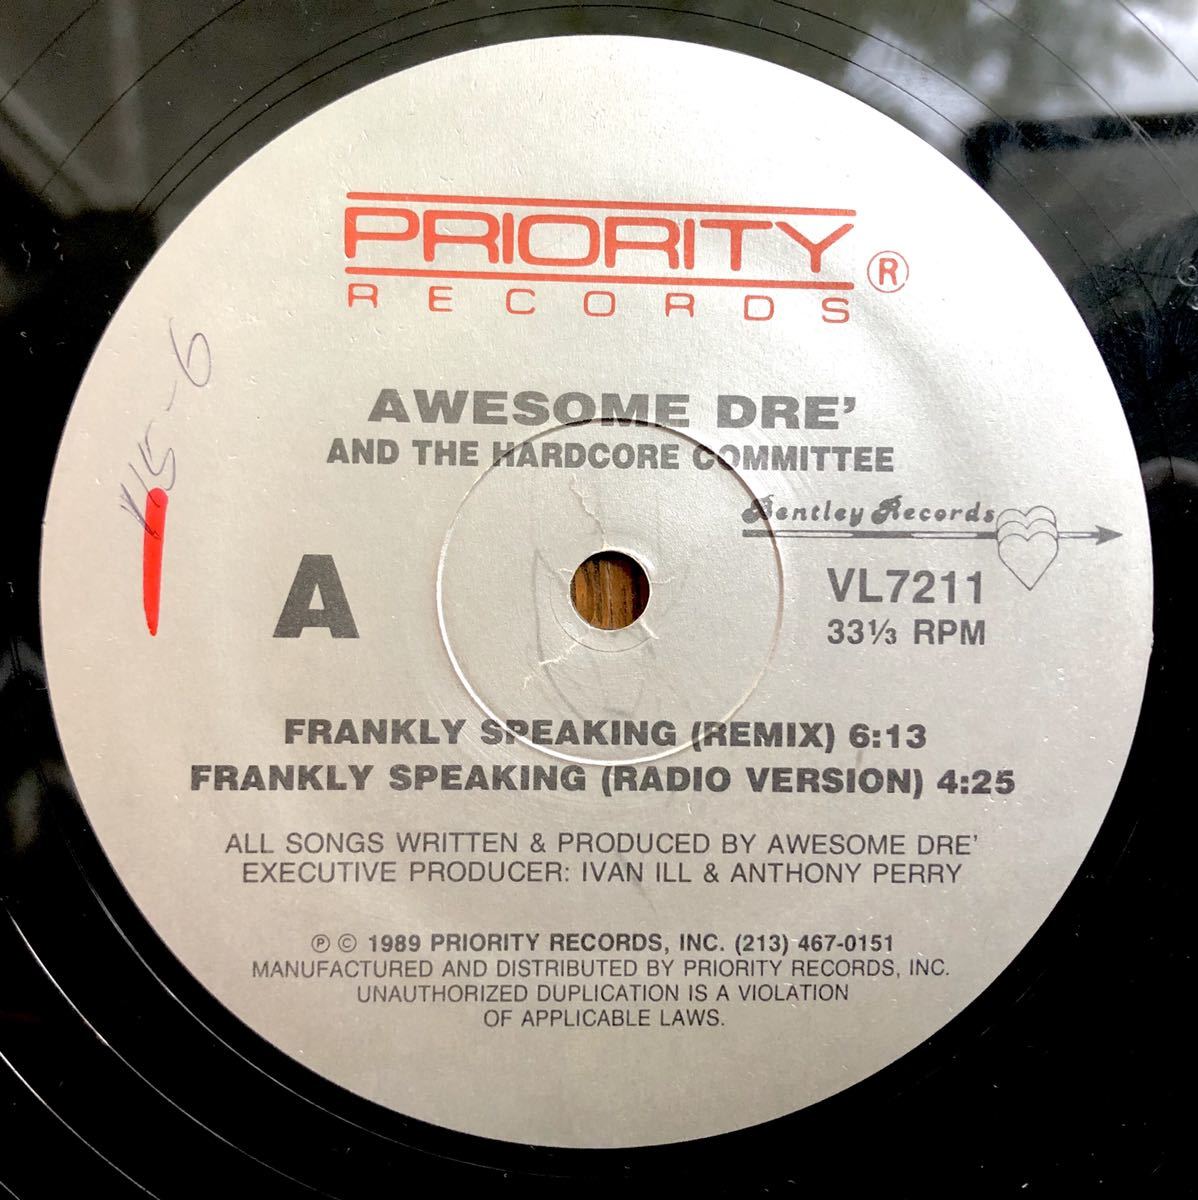 PRIORITY ®
RECORDS
AWESOME DRE'
AND THE HARDCORE COMMITTEE
Bentley Records
A
VL7211
33⅓ RPM
FRANKLY SPEAKING (REMIX) 6:13
FRANKLY SPEAKING (RADIO VERSION) 4:25
ALL SONGS WRITTEN & PRODUCED BY AWESOME DRE'
EXECUTIVE PRODUCER: IVAN ILL & ANTHONY PERRY
℗ © 1989 PRIORITY RECORDS, INC. (213) 467-0151
MANUFACTURED AND DISTRIBUTED BY PRIORITY RECORDS, INC.
UNAUTHORIZED DUPLICATION IS A VIOLATION
OF APPLICABLE LAWS.